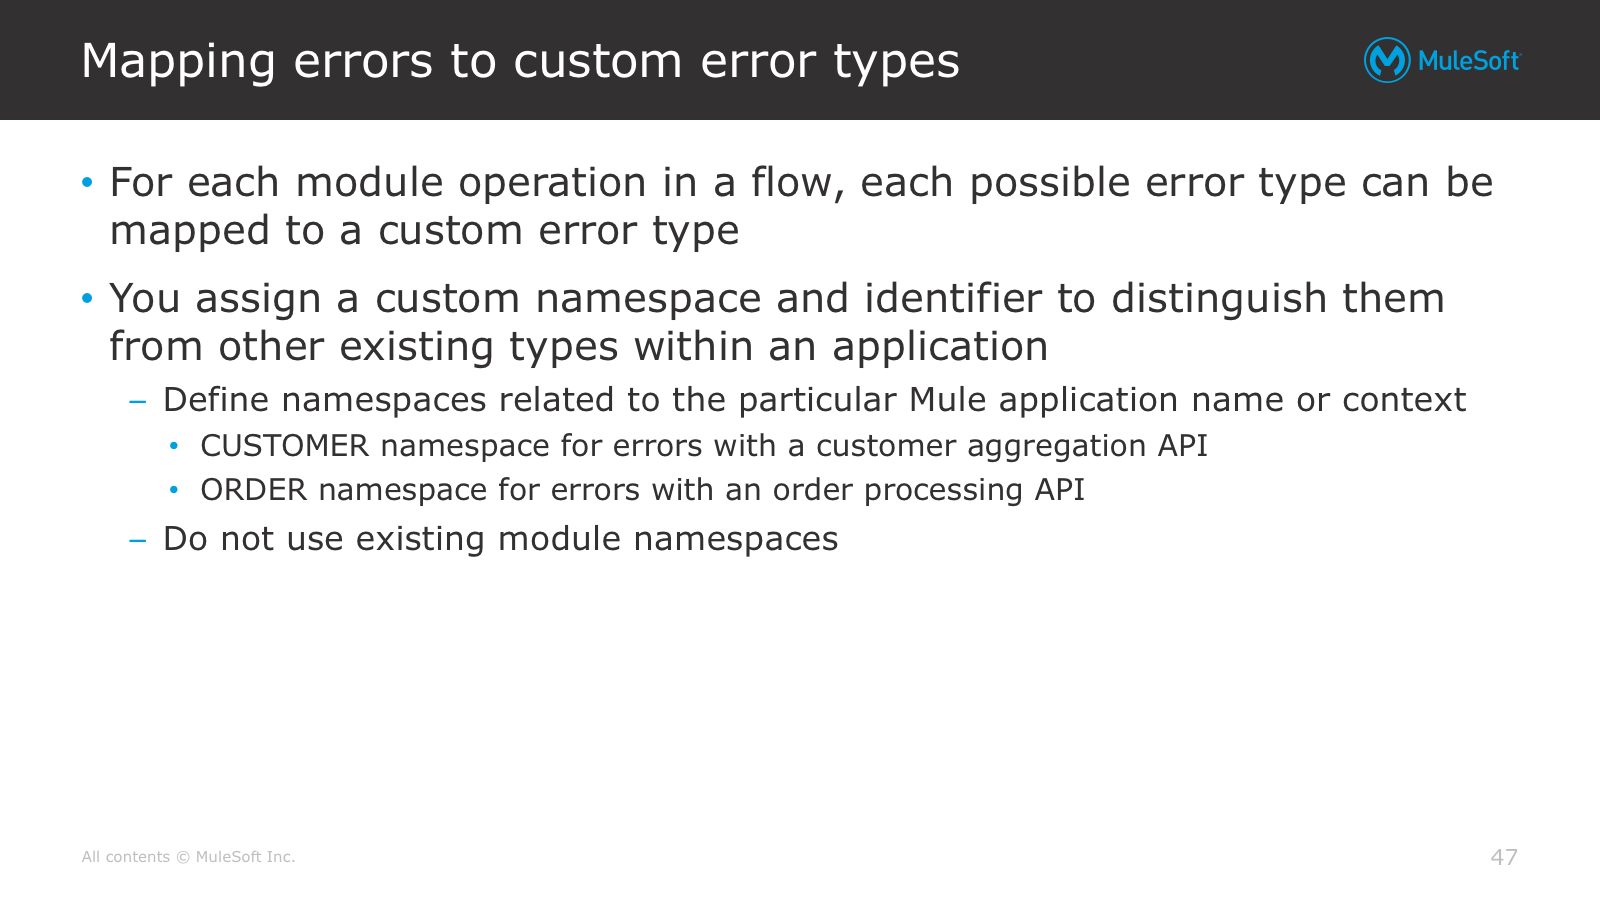 Mapping errors to custom error types
MuleSoft
• For each module operation in a flow, each possible error type can be
mapped to a custom error type
• You assign a custom namespace and identifier to distinguish them
from other existing types within an application
– Define namespaces related to the particular Mule application name or context
• CUSTOMER namespace for errors with a customer aggregation API
• ORDER namespace for errors with an order processing API
– Do not use existing module namespaces
All contents © MuleSoft Inc.
47